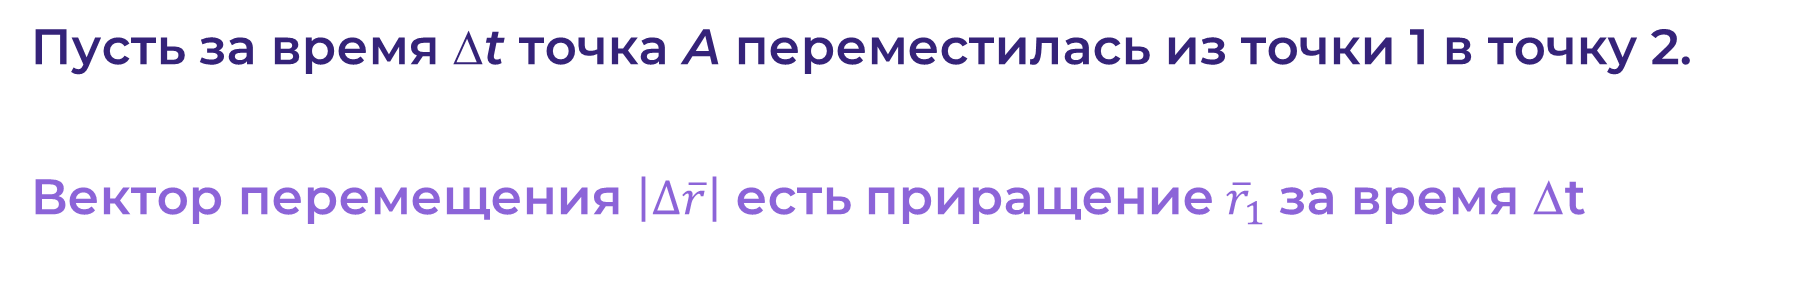 Пусть за время Δt точка A переместилась из точки 1 в точку 2.
Вектор перемещения |Δr̄| есть приращение r̄₁ за время Δt